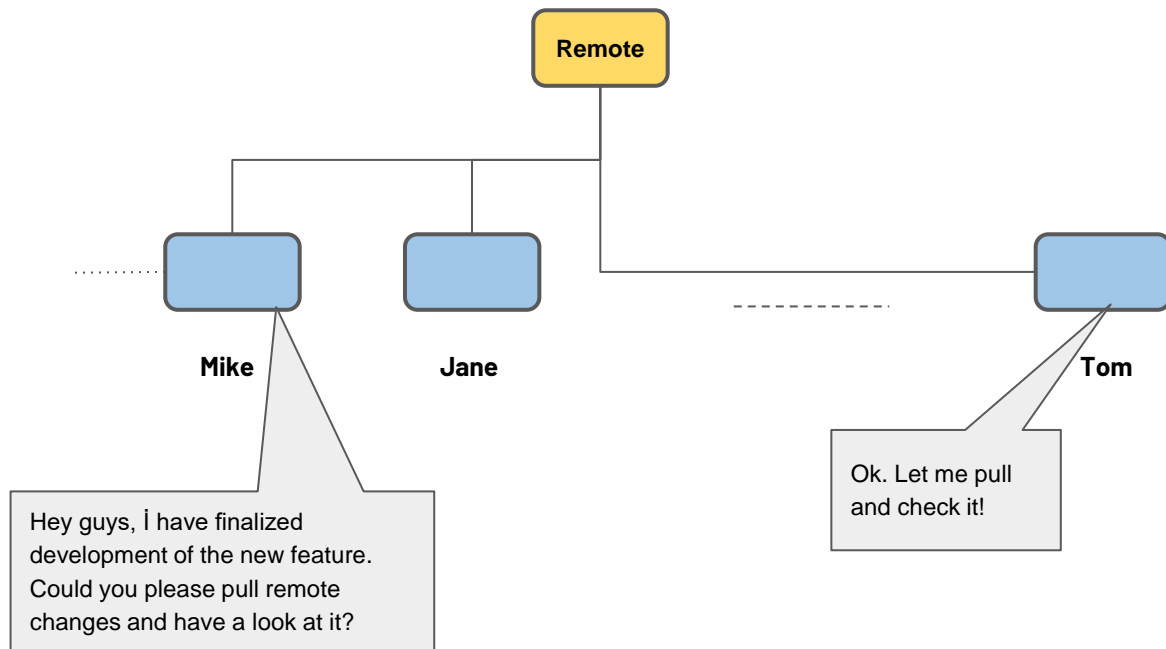 Remote
Mike
Jane
Tom
Ok. Let me pull
and check it!
Hey guys, İ have finalized
development of the new feature.
Could you please pull remote
changes and have a look at it?